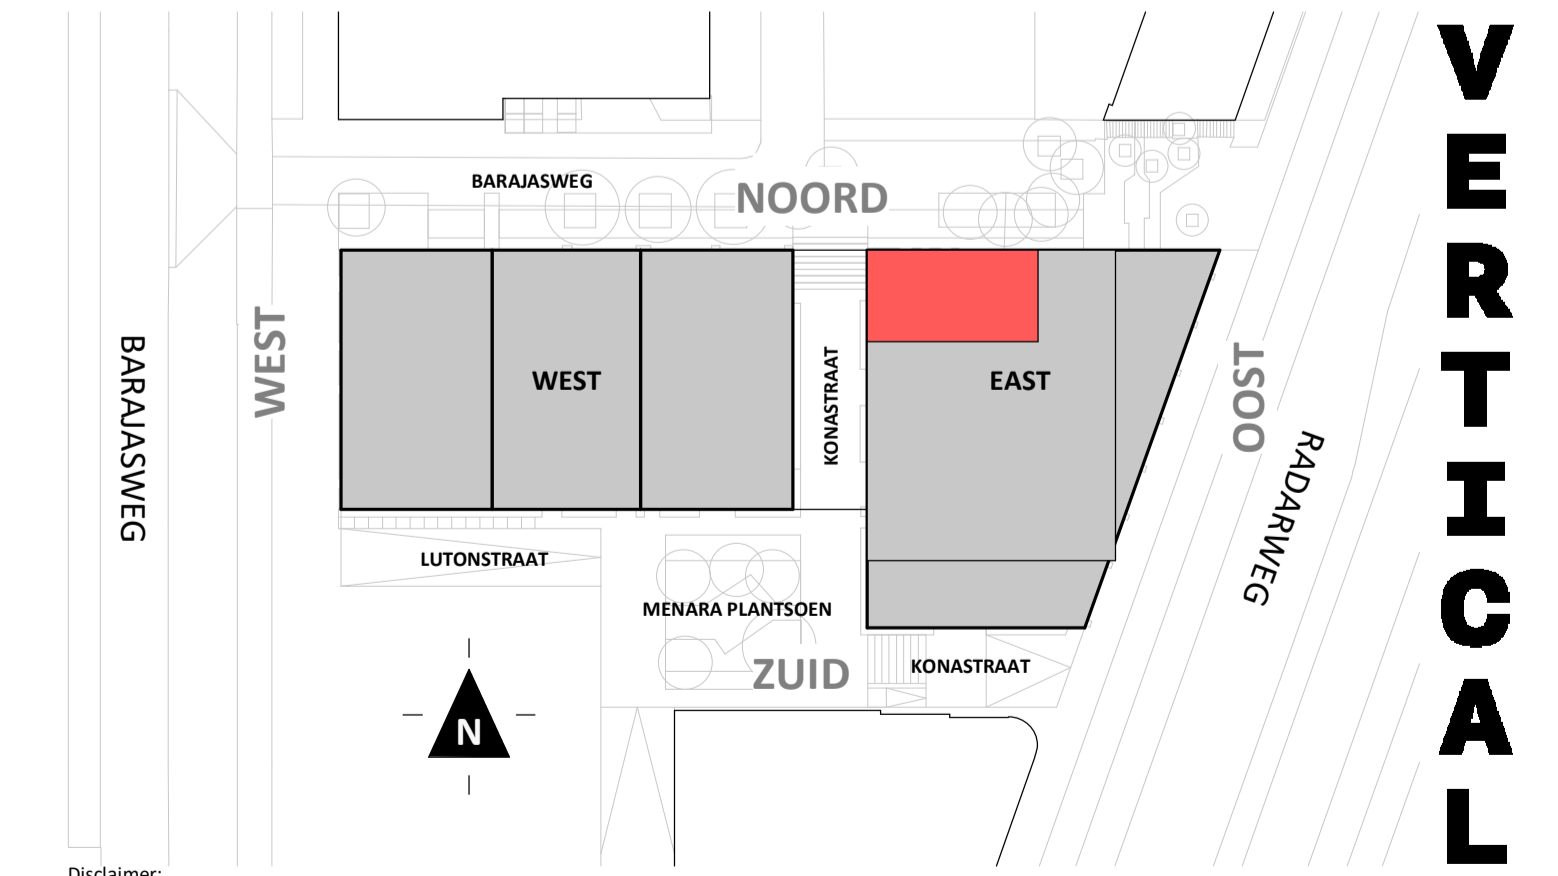 BARAJASWEG
NOORD
WEST
BARAJASWEG
WEST
KONASTRAAT
EAST
OOST
RADARWEG
LUTONSTRAAT
MENARA PLANTSOEN
ZUID
KONASTRAAT
N
VERTICAL
Disclaimer: